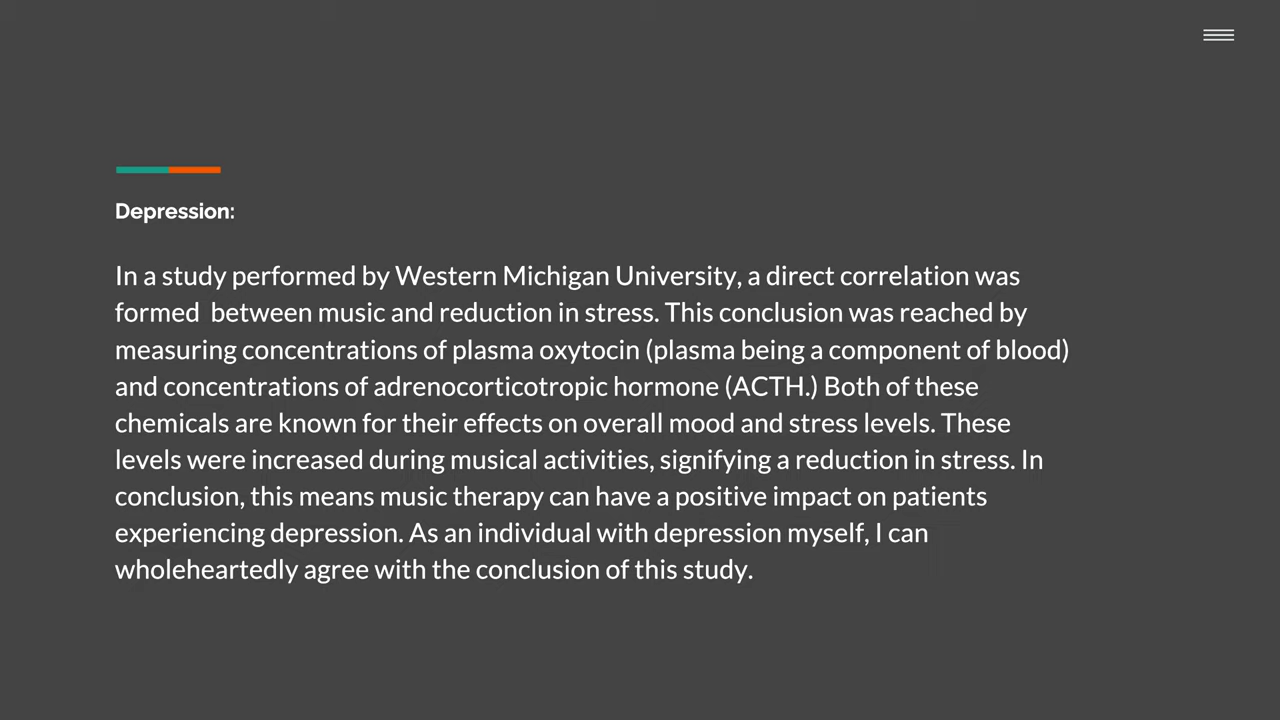 Depression:
In a study performed by Western Michigan University, a direct correlation was
formed  between music and reduction in stress. This conclusion was reached by
measuring concentrations of plasma oxytocin (plasma being a component of blood)
and concentrations of adrenocorticotropic hormone (ACTH.) Both of these
chemicals are known for their effects on overall mood and stress levels. These
levels were increased during musical activities, signifying a reduction in stress. In
conclusion, this means music therapy can have a positive impact on patients
experiencing depression. As an individual with depression myself, I can
wholeheartedly agree with the conclusion of this study.